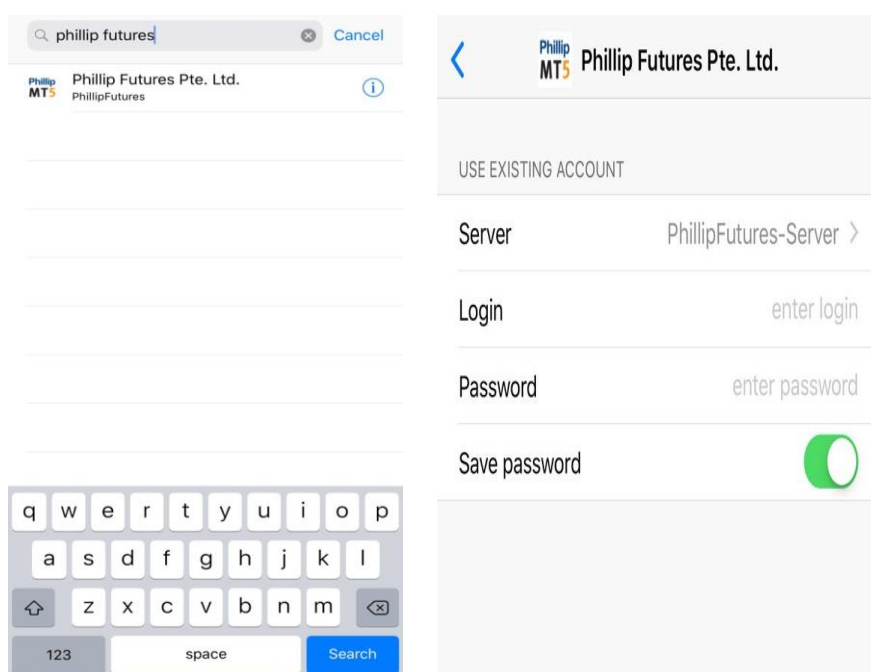 phillip futures
Cancel
Phillip
MT5
Phillip Futures Pte. Ltd.
PhillipFutures
q w e r t y u i o p
a s d f g h j k l
z x c v b n m
123 space Search
Phillip
MT5
Phillip Futures Pte. Ltd.
USE EXISTING ACCOUNT
Server PhillipFutures-Server
Login enter login
Password enter password
Save password